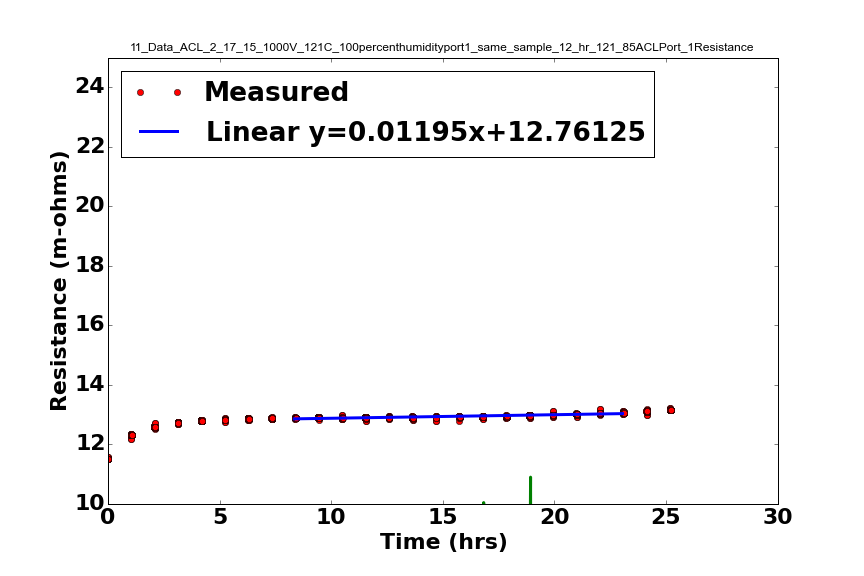 11_Data_ACL_2_17_15_1000V_121C_100percenthumidityport1_same_sample_12_hr_121_85ACLPort_1Resistance
Measured
Linear y=0.01195x+12.76125
24
22
20
18
16
14
12
10
Resistance (m-ohms)
0 5 10 15 20 25 30
Time (hrs)